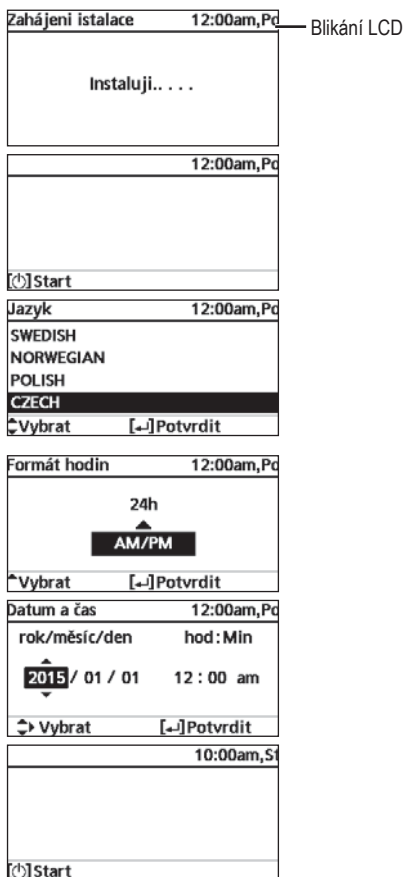 Zahájeni istalace 12:00am,Po
Blikání LCD
Instaluji.. . . .
12:00am,Po
[⏻]Start
Jazyk 12:00am,Po
SWEDISH
NORWEGIAN
POLISH
CZECH
Vybrat [↵]Potvrdit
Formát hodin 12:00am,Po
24h
AM/PM
Vybrat [↵]Potvrdit
Datum a čas 12:00am,Po
rok/měsíc/den hod:Min
2015 / 01 / 01 12 : 00 am
Vybrat [↵]Potvrdit
10:00am,St
[⏻]Start